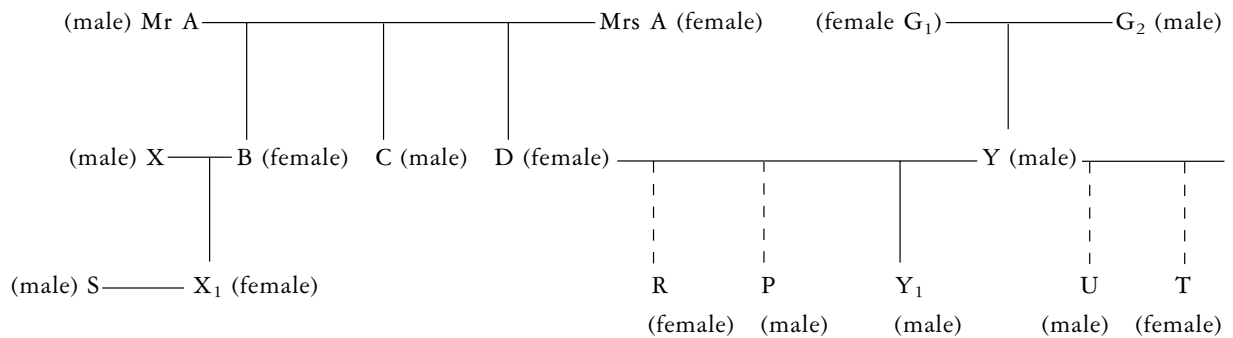 (male) Mr A Mrs A (female) (female G₁) G₂ (male)
(male) X B (female) C (male) D (female) Y (male)
(male) S X₁ (female) R P Y₁ U T
(female) (male) (male) (male) (female)